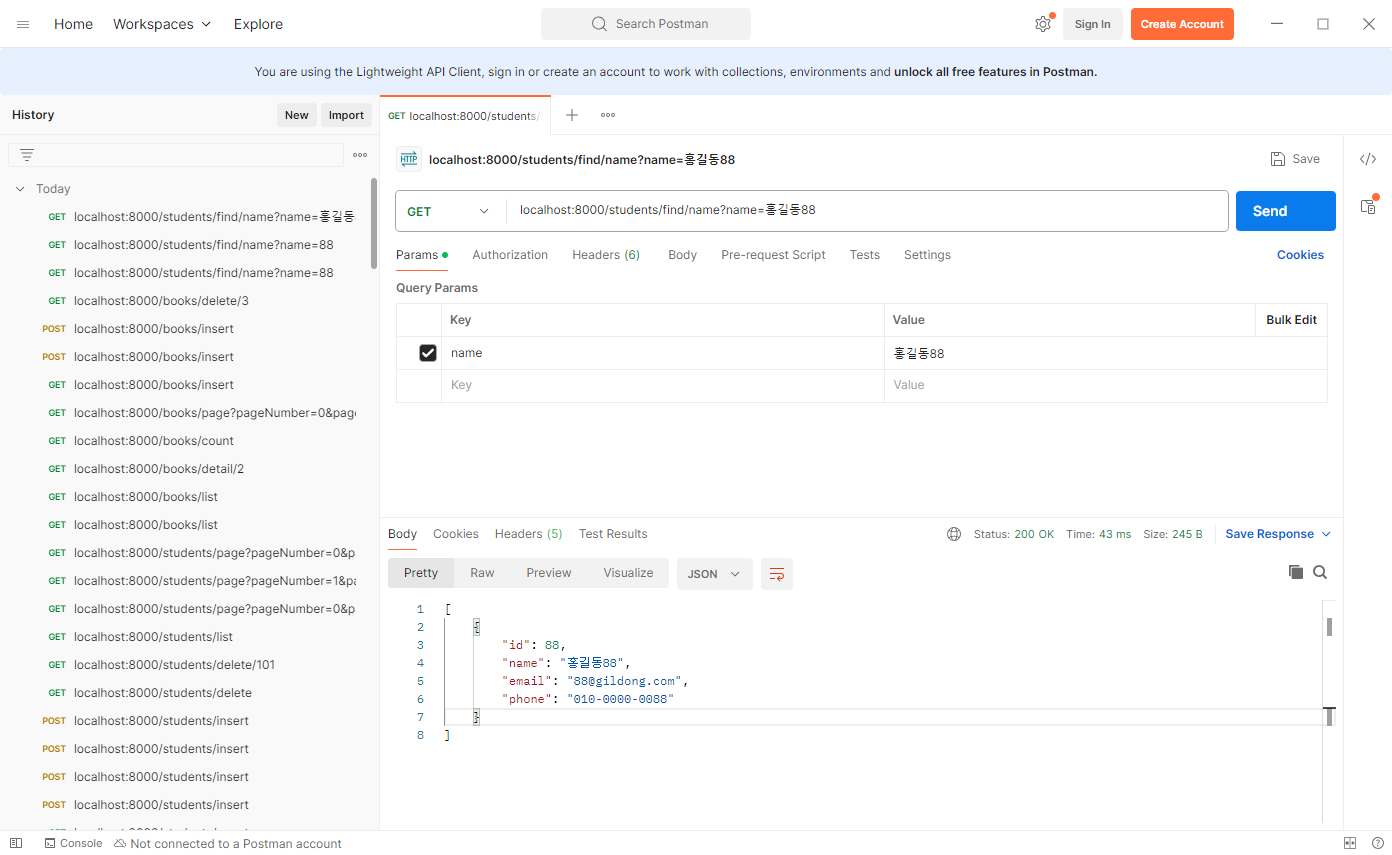 Home Workspaces Explore Search Postman Sign In Create Account
You are using the Lightweight API Client, sign in or create an account to work with collections, environments and unlock all free features in Postman.
History New Import
Today
GET localhost:8000/students/find/name?name=홍길동
GET localhost:8000/students/find/name?name=88
GET localhost:8000/students/find/name?name=88
GET localhost:8000/books/delete/3
POST localhost:8000/books/insert
POST localhost:8000/books/insert
GET localhost:8000/books/insert
GET localhost:8000/books/page?pageNumber=0&page
GET localhost:8000/books/count
GET localhost:8000/books/detail/2
GET localhost:8000/books/list
GET localhost:8000/books/list
GET localhost:8000/students/page?pageNumber=0&p
GET localhost:8000/students/page?pageNumber=1&pa
GET localhost:8000/students/page?pageNumber=0&p
GET localhost:8000/students/list
GET localhost:8000/students/delete/101
GET localhost:8000/students/delete
POST localhost:8000/students/insert
POST localhost:8000/students/insert
POST localhost:8000/students/insert
POST localhost:8000/students/insert
GET localhost:8000/students/
HTTP localhost:8000/students/find/name?name=홍길동88 Save
GET localhost:8000/students/find/name?name=홍길동88 Send
Params Authorization Headers (6) Body Pre-request Script Tests Settings Cookies
Query Params
Key Value Bulk Edit
name 홍길동88
Key Value
Body Cookies Headers (5) Test Results Status: 200 OK Time: 43 ms Size: 245 B Save Response
Pretty Raw Preview Visualize JSON
1 [
2 {
3 "id": 88,
4 "name": "홍길동88",
5 "email": "88@gildong.com",
6 "phone": "010-0000-0088"
7 }
8 ]
Console Not connected to a Postman account